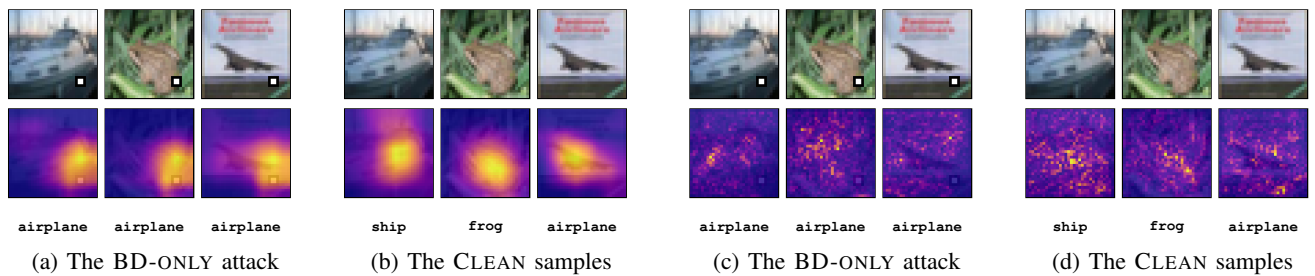 airplane airplane airplane ship frog airplane airplane airplane airplane ship frog airplane
(a) The BD-ONLY attack (b) The CLEAN samples (c) The BD-ONLY attack (d) The CLEAN samples